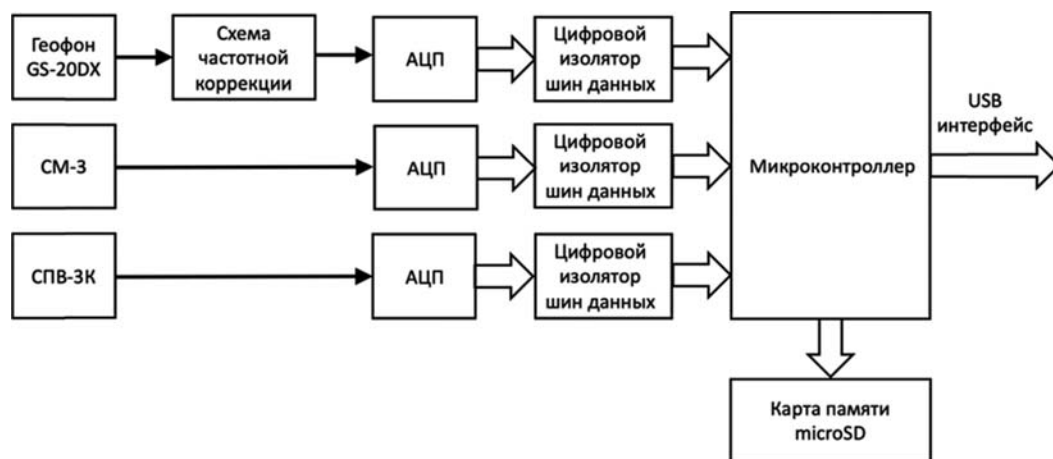 Геофон
GS-20DX
Схема
частотной
коррекции
АЦП
Цифровой
изолятор
шин данных
СМ-3
АЦП
Цифровой
изолятор
шин данных
СПВ-3К
АЦП
Цифровой
изолятор
шин данных
Микроконтроллер
USB
интерфейс
Карта памяти
microSD